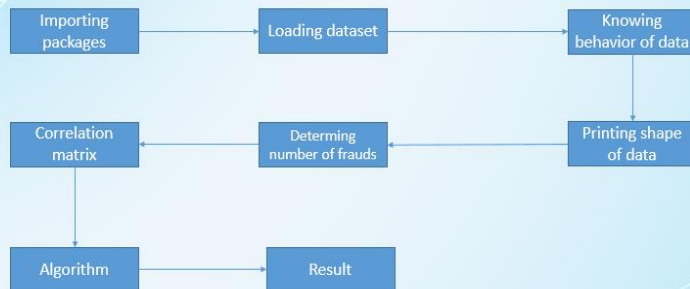 Importing
packages
Loading dataset
Knowing
behavior of data
Printing shape
of data
Determing
number of frauds
Correlation
matrix
Algorithm
Result